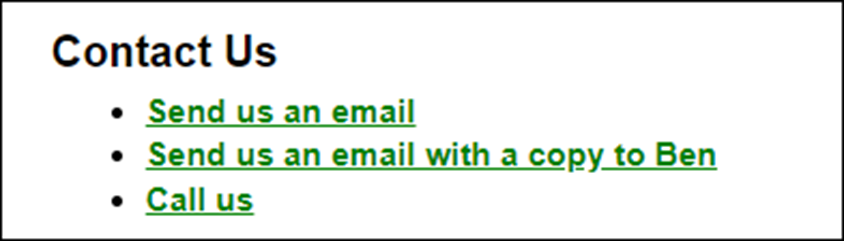 Contact Us
• Send us an email
• Send us an email with a copy to Ben
• Call us